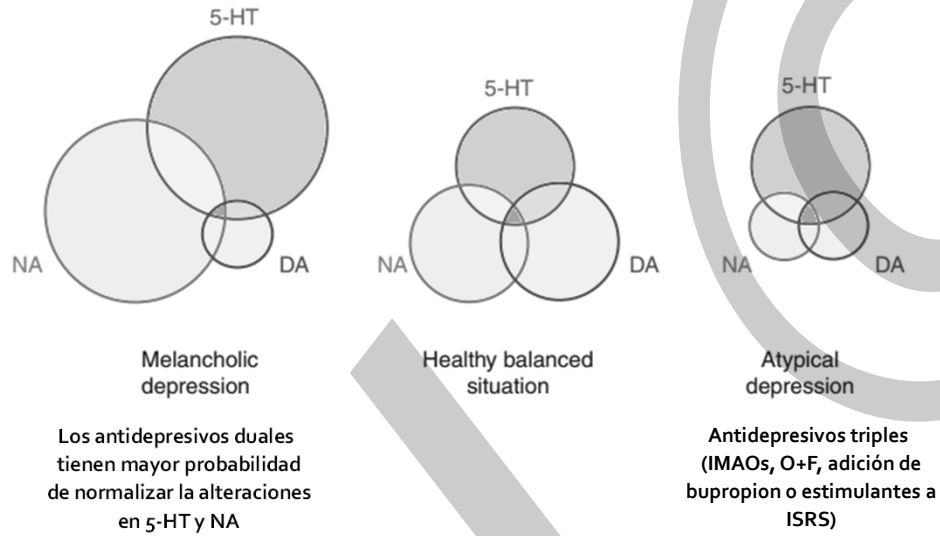 5-HT
NA
DA
Melancholic
depression
Los antidepresivos duales
tienen mayor probabilidad
de normalizar la alteraciones
en 5-HT y NA
5-HT
NA
DA
Healthy balanced
situation
5-HT
NA
DA
Atypical
depression
Antidepresivos triples
(IMAOs, O+F, adición de
bupropion o estimulantes a
ISRS)